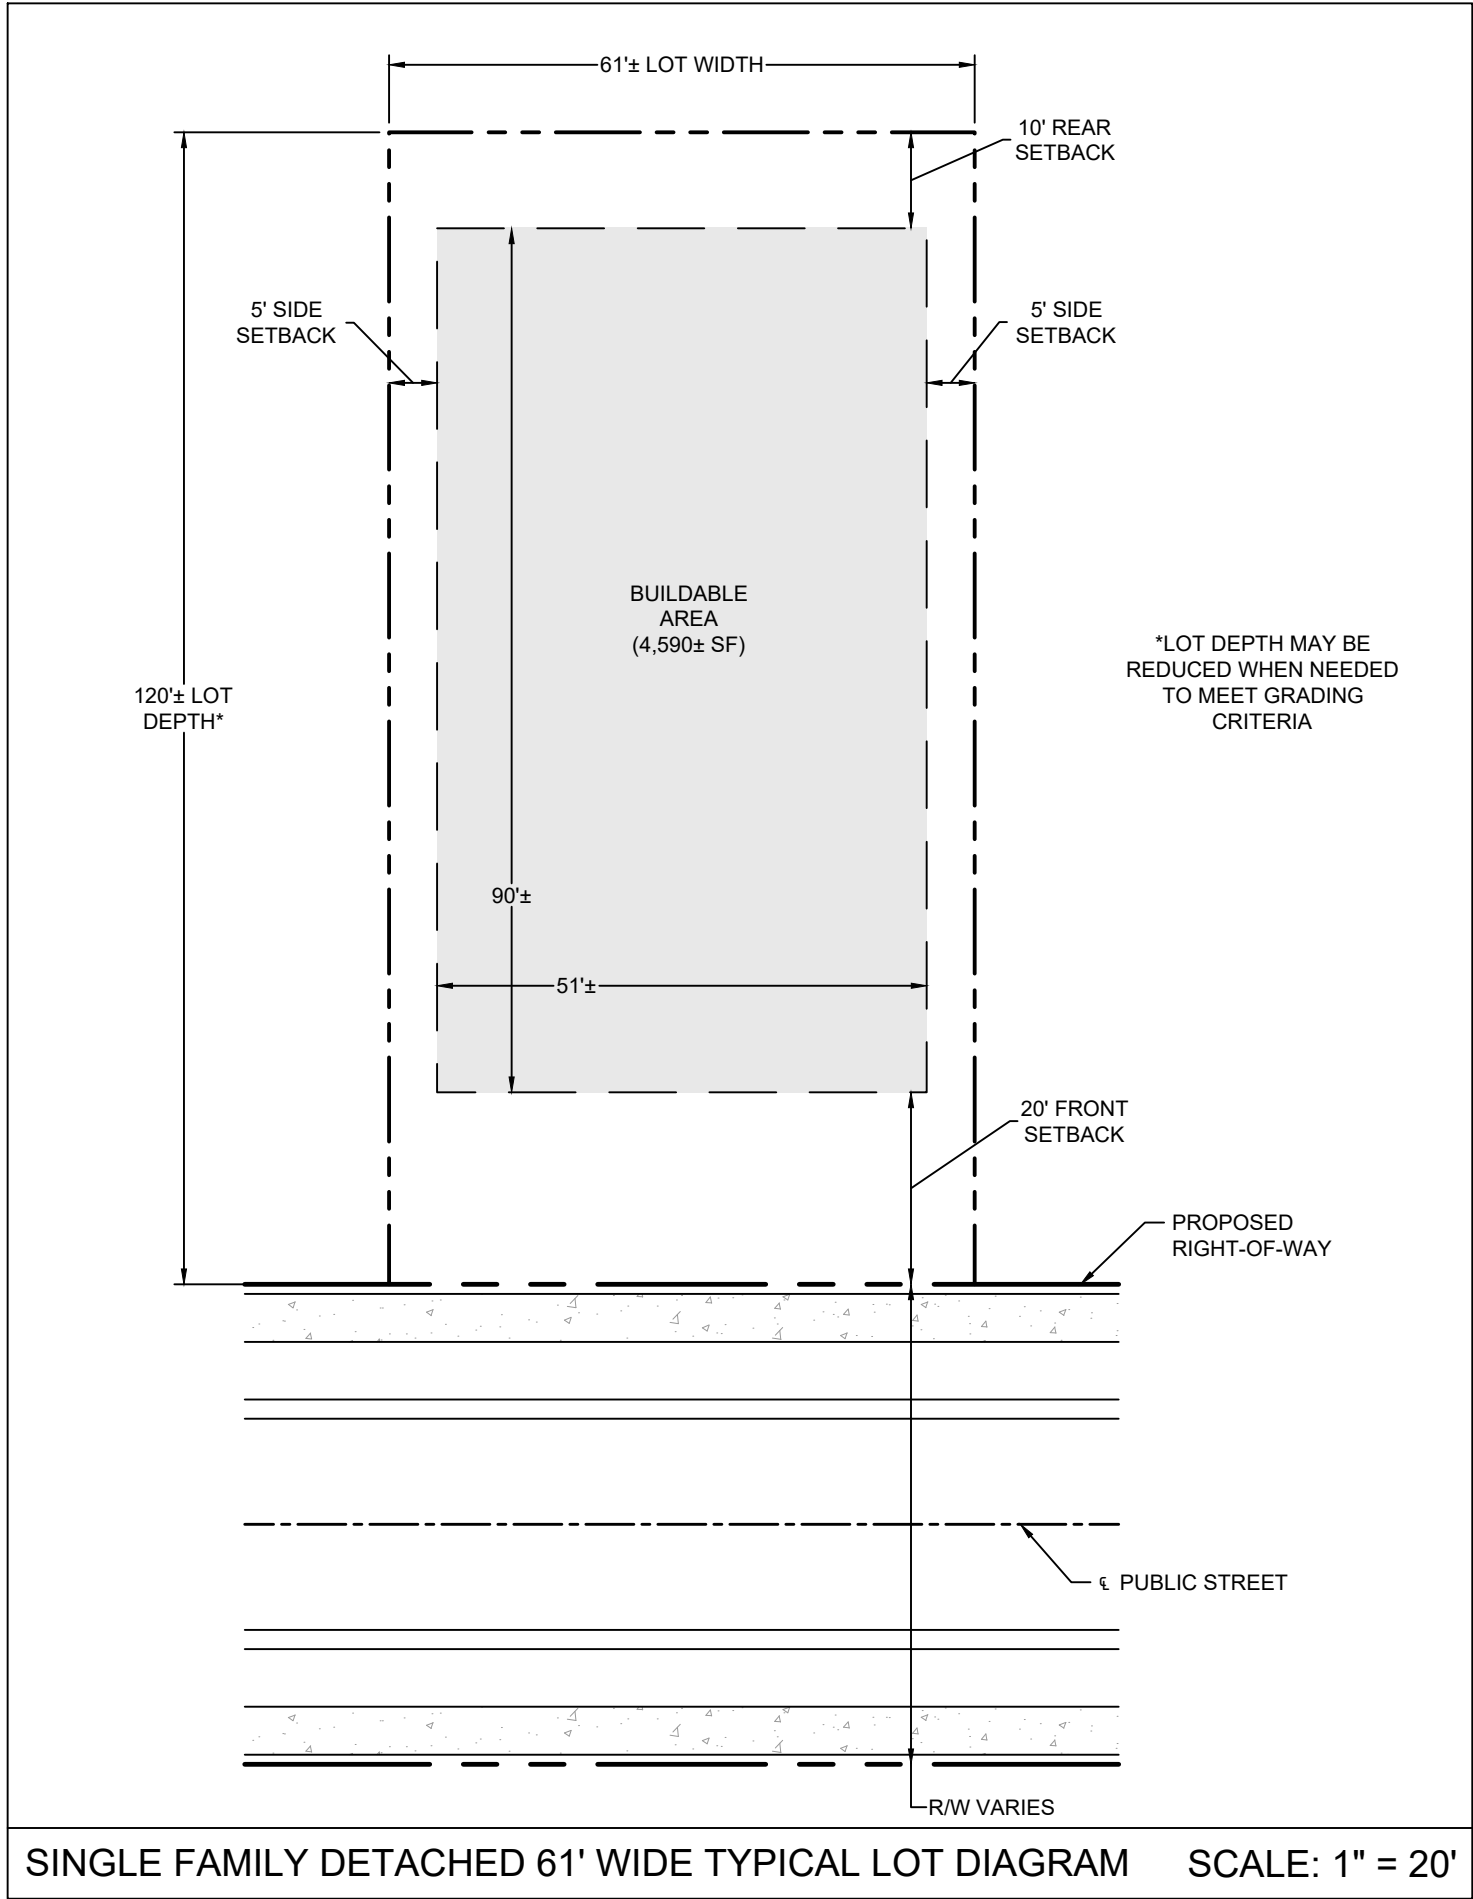 61'± LOT WIDTH
10' REAR
SETBACK
5' SIDE
SETBACK
5' SIDE
SETBACK
BUILDABLE
AREA
(4,590± SF)
*LOT DEPTH MAY BE
REDUCED WHEN NEEDED
TO MEET GRADING
CRITERIA
120'± LOT
DEPTH*
90'±
51'±
20' FRONT
SETBACK
PROPOSED
RIGHT-OF-WAY
℄ PUBLIC STREET
R/W VARIES
SINGLE FAMILY DETACHED 61' WIDE TYPICAL LOT DIAGRAM SCALE: 1" = 20'